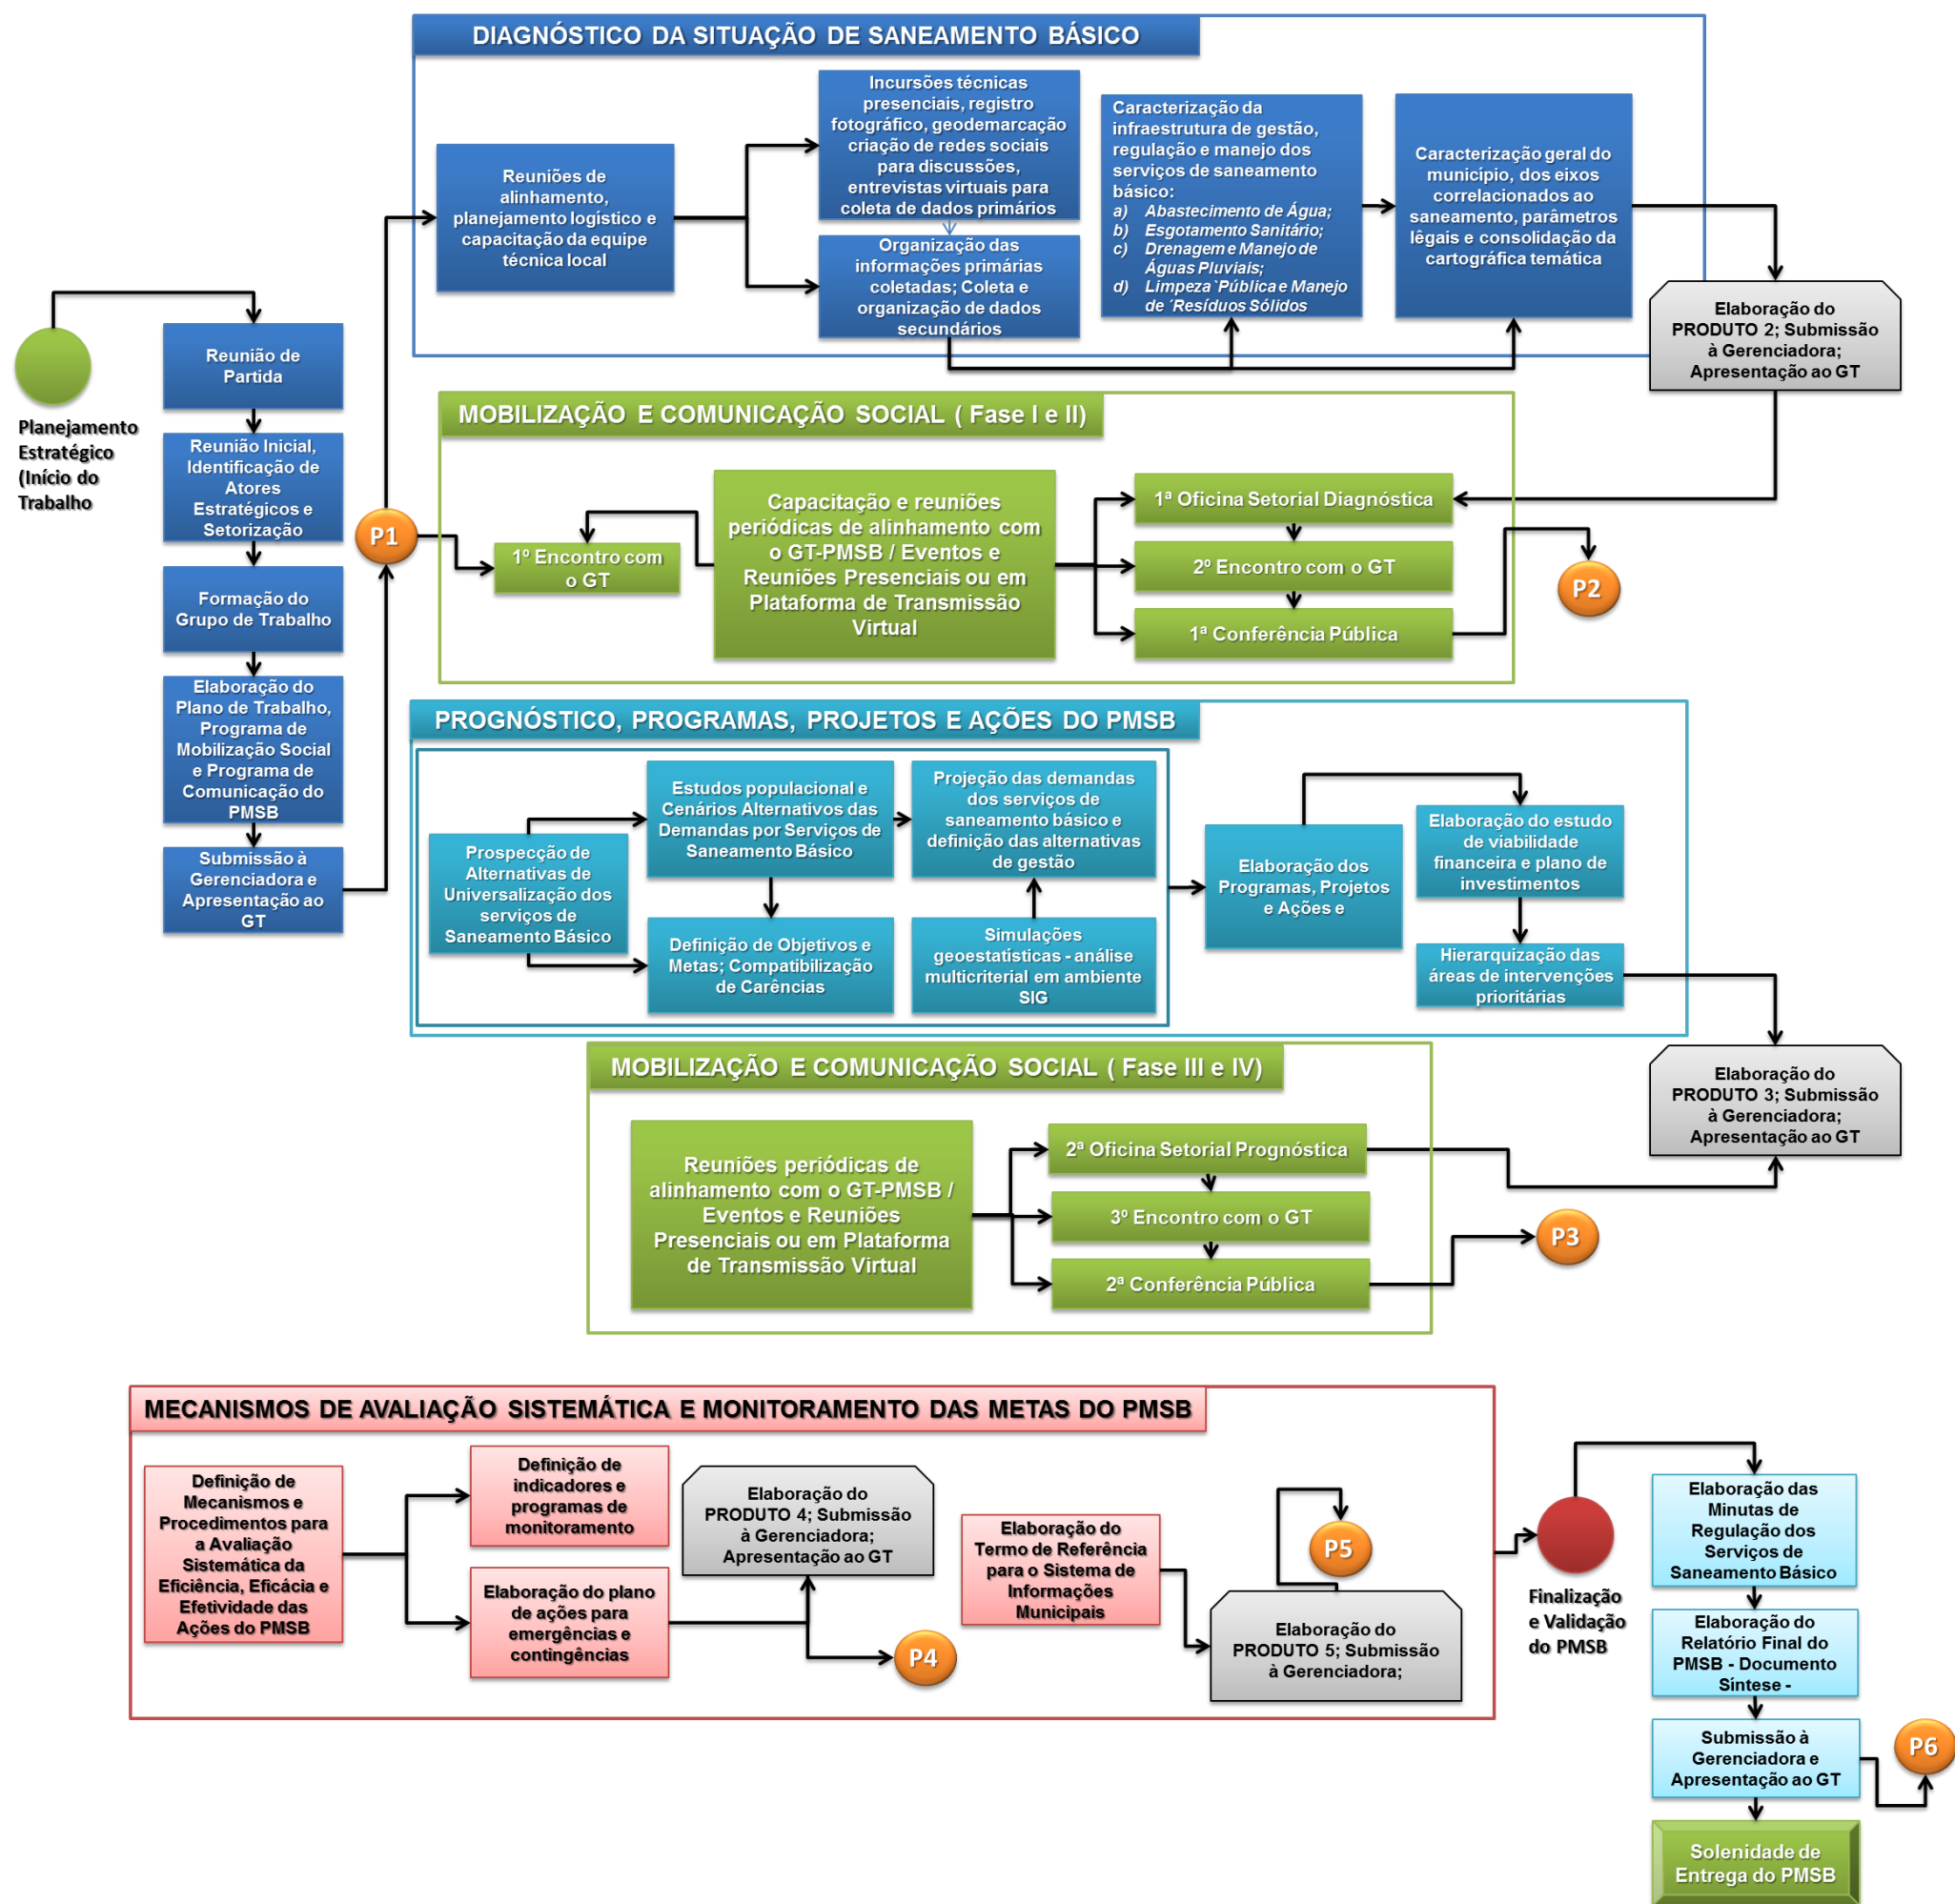 DIAGNÓSTICO DA SITUAÇÃO DE SANEAMENTO BÁSICO
Reuniões de
alinhamento,
planejamento logístico e
capacitação da equipe
técnica local
Incursões técnicas
presenciais, registro
fotográfico, geodemarcação
criação de redes sociais
para discussões,
entrevistas virtuais para
coleta de dados primários
Organização das
informações primárias
coletadas; Coleta e
organização de dados
secundários
Caracterização da
infraestrutura de gestão,
regulação e manejo dos
serviços de saneamento
básico:
a) Abastecimento de Água;
b) Esgotamento Sanitário;
c) Drenagem e Manejo de
Águas Pluviais;
d) Limpeza `Pública e Manejo
de ´Resíduos Sólidos
Caracterização geral do
município, dos eixos
correlacionados ao
saneamento, parâmetros
lêgais e consolidação da
cartográfica temática
Elaboração do
PRODUTO 2; Submissão
à Gerenciadora;
Apresentação ao GT
Planejamento
Estratégico
(Início do
Trabalho
Reunião de
Partida
Reunião Inicial,
Identificação de
Atores
Estratégicos e
Setorização
Formação do
Grupo de Trabalho
Elaboração do
Plano de Trabalho,
Programa de
Mobilização Social
e Programa de
Comunicação do
PMSB
Submissão à
Gerenciadora e
Apresentação ao
GT
P1
MOBILIZAÇÃO E COMUNICAÇÃO SOCIAL ( Fase I e II)
1º Encontro com
o GT
Capacitação e reuniões
periódicas de alinhamento com
o GT-PMSB / Eventos e
Reuniões Presenciais ou em
Plataforma de Transmissão
Virtual
1ª Oficina Setorial Diagnóstica
2º Encontro com o GT
1ª Conferência Pública
P2
PROGNÓSTICO, PROGRAMAS, PROJETOS E AÇÕES DO PMSB
Prospecção de
Alternativas de
Universalização dos
serviços de
Saneamento Básico
Estudos populacional e
Cenários Alternativos das
Demandas por Serviços de
Saneamento Básico
Definição de Objetivos e
Metas; Compatibilização
de Carências
Projeção das demandas
dos serviços de
saneamento básico e
definição das alternativas
de gestão
Simulações
geoestatísticas - análise
multicriterial em ambiente
SIG
Elaboração dos
Programas, Projetos
e Ações e
Elaboração do estudo
de viabilidade
financeira e plano de
investimentos
Hierarquização das
áreas de intervenções
prioritárias
Elaboração do
PRODUTO 3; Submissão
à Gerenciadora;
Apresentação ao GT
MOBILIZAÇÃO E COMUNICAÇÃO SOCIAL ( Fase III e IV)
Reuniões periódicas de
alinhamento com o GT-PMSB /
Eventos e Reuniões
Presenciais ou em Plataforma
de Transmissão Virtual
2ª Oficina Setorial Prognóstica
3º Encontro com o GT
2ª Conferência Pública
P3
MECANISMOS DE AVALIAÇÃO SISTEMÁTICA E MONITORAMENTO DAS METAS DO PMSB
Definição de
Mecanismos e
Procedimentos para
a Avaliação
Sistemática da
Eficiência, Eficácia e
Efetividade das
Ações do PMSB
Definição de
indicadores e
programas de
monitoramento
Elaboração do plano
de ações para
emergências e
contingências
Elaboração do
PRODUTO 4; Submissão
à Gerenciadora;
Apresentação ao GT
P4
Elaboração do
Termo de Referência
para o Sistema de
Informações
Municipais
P5
Elaboração do
PRODUTO 5; Submissão
à Gerenciadora;
Finalização
e Validação
do PMSB
Elaboração das
Minutas de
Regulação dos
Serviços de
Saneamento Básico
Elaboração do
Relatório Final do
PMSB - Documento
Síntese -
Submissão à
Gerenciadora e
Apresentação ao GT
P6
Solenidade de
Entrega do PMSB